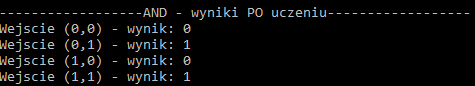 ------------------AND - wyniki PO uczeniu------------------
Wejscie (0,0) - wynik: 0
Wejscie (0,1) - wynik: 1
Wejscie (1,0) - wynik: 0
Wejscie (1,1) - wynik: 1